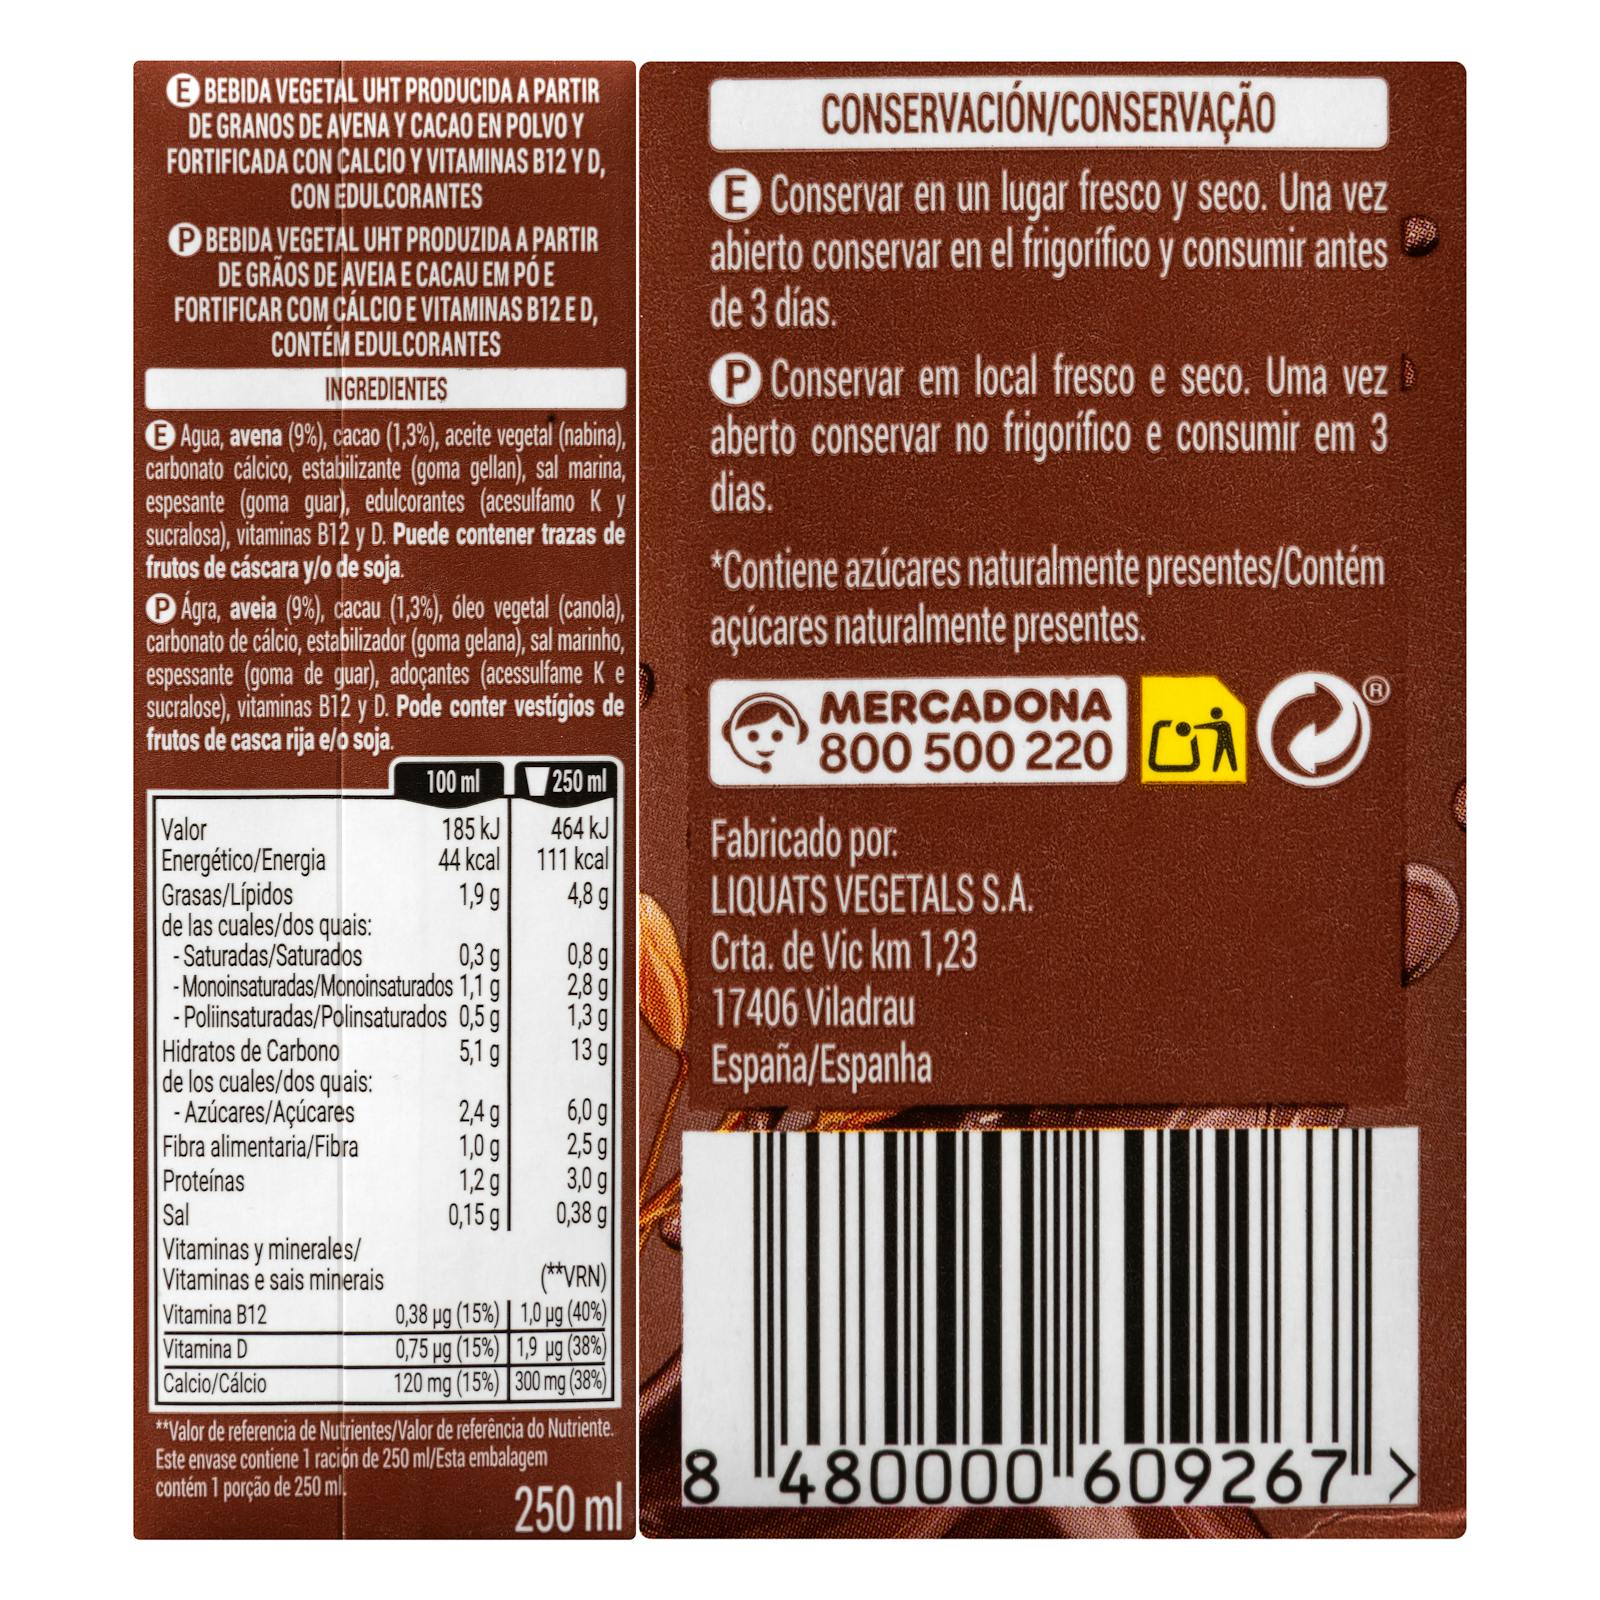 E BEBIDA VEGETAL UHT PRODUCIDA A PARTIR
DE GRANOS DE AVENA Y CACAO EN POLVO Y
FORTIFICADA CON CALCIO Y VITAMINAS B12 Y D,
CON EDULCORANTES
P BEBIDA VEGETAL UHT PRODUZIDA A PARTIR
DE GRÃOS DE AVEIA E CACAU EM PÓ E
FORTIFICAR COM CÁLCIO E VITAMINAS B12 E D,
CONTÉM EDULCORANTES
INGREDIENTES
E Agua, avena (9%), cacao (1,3%), aceite vegetal (nabina),
carbonato cálcico, estabilizante (goma gellan), sal marina,
espesante (goma guar), edulcorantes (acesulfamo K y
sucralosa), vitaminas B12 y D. Puede contener trazas de
frutos de cáscara y/o de soja.
P Ágra, aveia (9%), cacau (1,3%), óleo vegetal (canola),
carbonato de cálcio, estabilizador (goma gelana), sal marinho,
espessante (goma de guar), adoçantes (acessulfame K e
sucralose), vitaminas B12 y D. Pode conter vestígios de
frutos de casca rija e/o soja.
100 ml 250 ml
Valor 185 kJ 464 kJ
Energético/Energia 44 kcal 111 kcal
Grasas/Lípidos 1,9 g 4,8 g
de las cuales/dos quais:
- Saturadas/Saturados 0,3 g 0,8 g
- Monoinsaturadas/Monoinsaturados 1,1 g 2,8 g
- Poliinsaturadas/Polinsaturados 0,5 g 1,3 g
Hidratos de Carbono 5,1 g 13 g
de los cuales/dos quais:
- Azúcares/Açúcares 2,4 g 6,0 g
Fibra alimentaria/Fibra 1,0 g 2,5 g
Proteínas 1,2 g 3,0 g
Sal 0,15 g 0,38 g
Vitaminas y minerales/
Vitaminas e sais minerais (**VRN)
Vitamina B12 0,38 µg (15%) 1,0 µg (40%)
Vitamina D 0,75 µg (15%) 1,9 µg (38%)
Calcio/Cálcio 120 mg (15%) 300 mg (38%)
**Valor de referencia de Nutrientes/Valor de referência do Nutriente.
Este envase contiene 1 ración de 250 ml/Esta embalagem
contém 1 porção de 250 ml.
250 ml
CONSERVACIÓN/CONSERVAÇÃO
E Conservar en un lugar fresco y seco. Una vez
abierto conservar en el frigorífico y consumir antes
de 3 días.
P Conservar em local fresco e seco. Uma vez
aberto conservar no frigorífico e consumir em 3
dias.
*Contiene azúcares naturalmente presentes/Contém
açúcares naturalmente presentes.
MERCADONA
800 500 220
®
Fabricado por:
LIQUATS VEGETALS S.A.
Crta. de Vic km 1,23
17406 Viladrau
España/Espanha
8 480000 609267 >